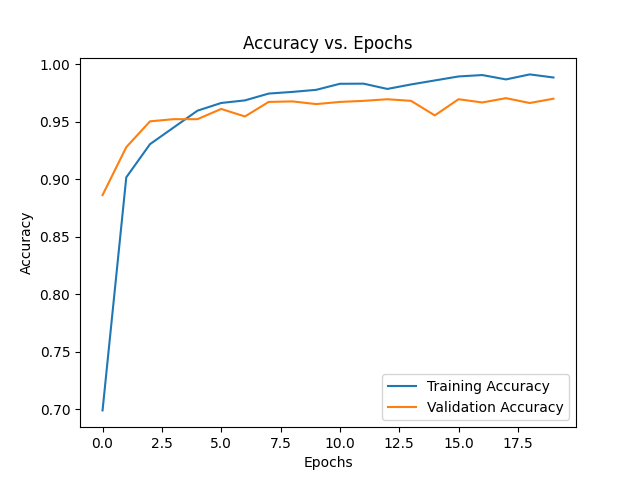 Accuracy vs. Epochs
1.00
0.95
0.90
0.85
0.80
0.75
0.70
Accuracy
0.0 2.5 5.0 7.5 10.0 12.5 15.0 17.5
Epochs
Training Accuracy
Validation Accuracy